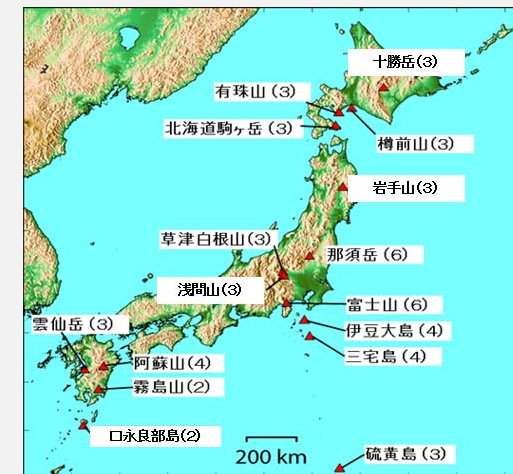 十勝岳(3)
有珠山(3)
北海道駒ヶ岳(3)
樽前山(3)
岩手山(3)
草津白根山(3)
那須岳(6)
浅間山(3)
富士山(6)
雲仙岳(3)
伊豆大島(4)
三宅島(4)
阿蘇山(4)
霧島山(2)
口永良部島(2)
200 km
硫黄島(3)